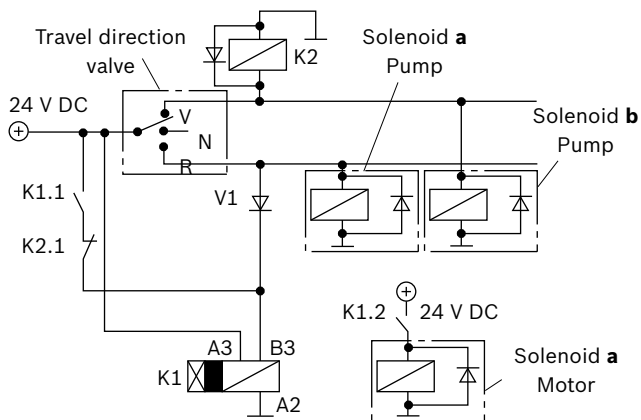 Travel direction
valve
K2
Solenoid a
Pump
24 V DC
V
N
R
Solenoid b
Pump
K1.1
V1
K2.1
K1.2
24 V DC
A3
B3
K1
A2
Solenoid a
Motor